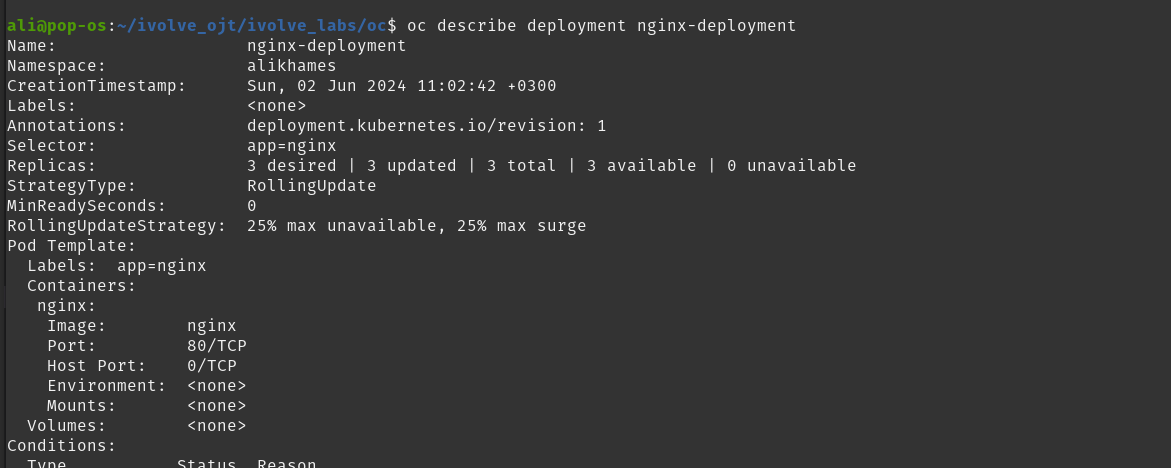 ali@pop-os:~/ivolve_ojt/ivolve_labs/oc$ oc describe deployment nginx-deployment
Name:                   nginx-deployment
Namespace:              alikhames
CreationTimestamp:      Sun, 02 Jun 2024 11:02:42 +0300
Labels:                 <none>
Annotations:            deployment.kubernetes.io/revision: 1
Selector:               app=nginx
Replicas:               3 desired | 3 updated | 3 total | 3 available | 0 unavailable
StrategyType:           RollingUpdate
MinReadySeconds:        0
RollingUpdateStrategy:  25% max unavailable, 25% max surge
Pod Template:
  Labels:  app=nginx
  Containers:
   nginx:
    Image:        nginx
    Port:         80/TCP
    Host Port:    0/TCP
    Environment:  <none>
    Mounts:       <none>
  Volumes:        <none>
Conditions:
  Type           Status  Reason